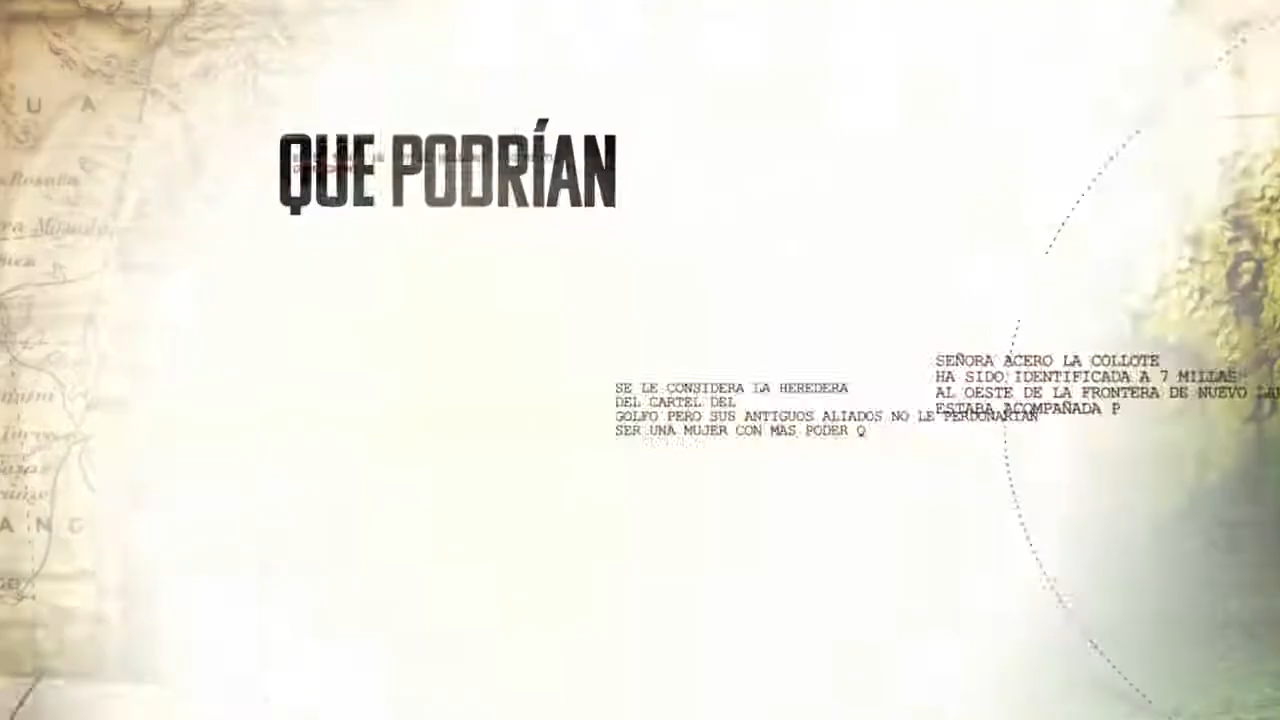 QUE PODRÍAN
SEÑORA ACERO LA COLLOTE
HA SIDO IDENTIFICADA A 7 MILLAS
AL OESTE DE LA FRONTERA DE NUEVO
ESTABA ACOMPAÑADA P
SE LE CONSIDERA LA HEREDERA
DEL CARTEL DEL
GOLFO PERO SUS ANTIGUOS ALIADOS NO LE PERDONARIAN
SER UNA MUJER CON MAS PODER Q
U A
A N G